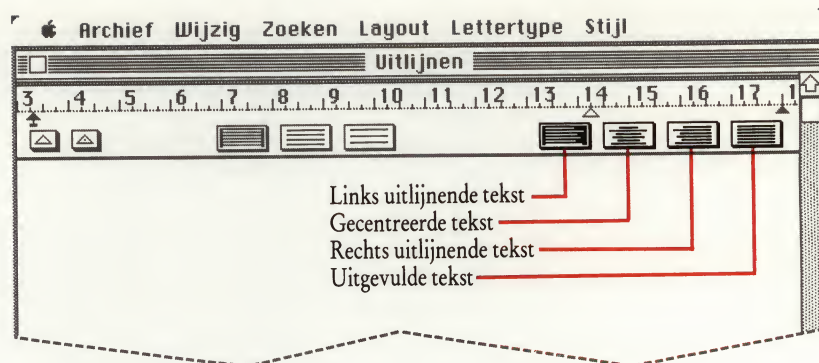 Archief Wijzig Zoeken Layout Lettertype Stijl
Uitlijnen
3 4 5 6 7 8 9 10 11 12 13 14 15 16 17 1
Links uitlijnende tekst
Gecentreerde tekst
Rechts uitlijnende tekst
Uitgevulde tekst